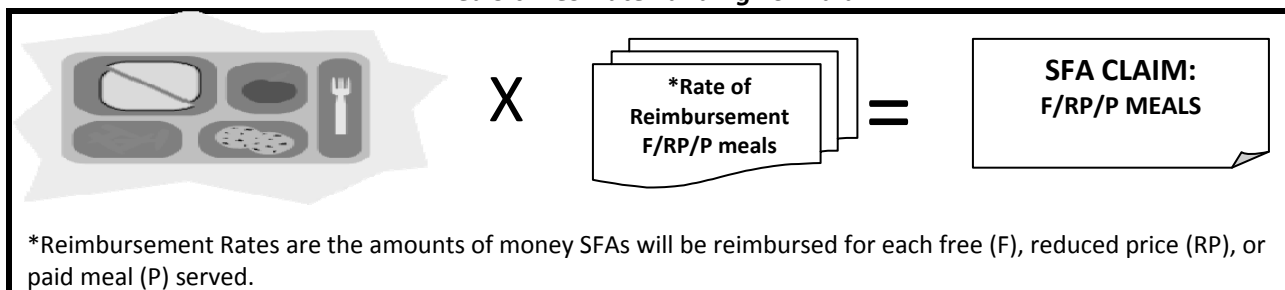 X
*Rate of
Reimbursement
F/RP/P meals
=
SFA CLAIM:
F/RP/P MEALS
*Reimbursement Rates are the amounts of money SFAs will be reimbursed for each free (F), reduced price (RP), or
paid meal (P) served.